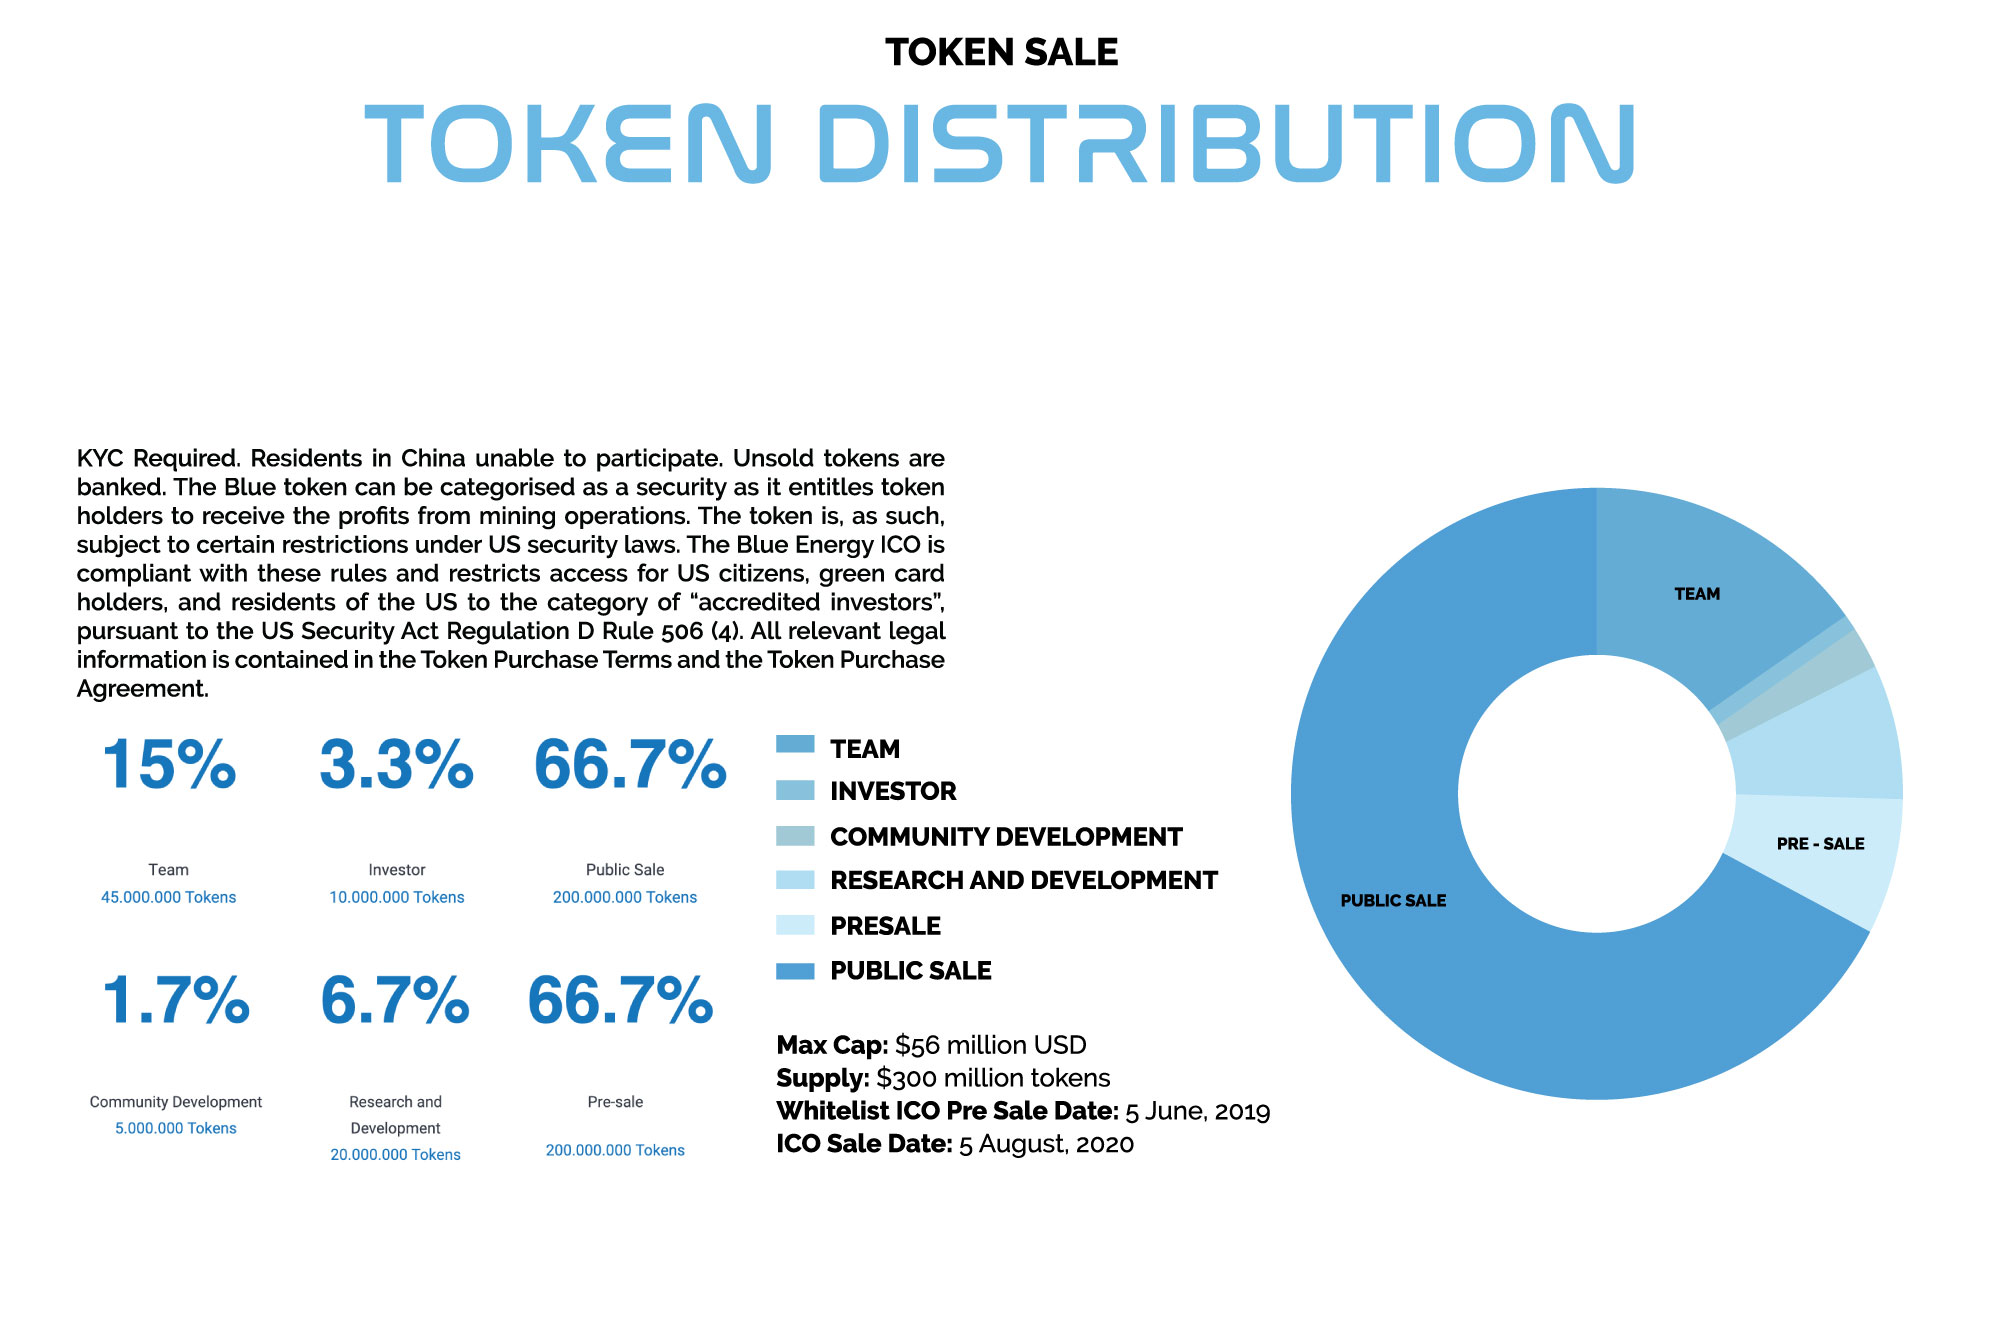 TOKEN SALE
TOKEN DISTRIBUTION
KYC Required. Residents in China unable to participate. Unsold tokens are
banked. The Blue token can be categorised as a security as it entitles token
holders to receive the profits from mining operations. The token is, as such,
subject to certain restrictions under US security laws. The Blue Energy ICO is
compliant with these rules and restricts access for US citizens, green card
holders, and residents of the US to the category of “accredited investors”,
pursuant to the US Security Act Regulation D Rule 506 (4). All relevant legal
information is contained in the Token Purchase Terms and the Token Purchase
Agreement.
15% 3.3% 66.7%
Team Investor Public Sale
45.000.000 Tokens 10.000.000 Tokens 200.000.000 Tokens
1.7% 6.7% 66.7%
Community Development Research and Pre-sale
Development
5.000.000 Tokens 20.000.000 Tokens 200.000.000 Tokens
TEAM
INVESTOR
COMMUNITY DEVELOPMENT
RESEARCH AND DEVELOPMENT
PRESALE
PUBLIC SALE
Max Cap: $56 million USD
Supply: $300 million tokens
Whitelist ICO Pre Sale Date: 5 June, 2019
ICO Sale Date: 5 August, 2020
TEAM
PRE - SALE
PUBLIC SALE